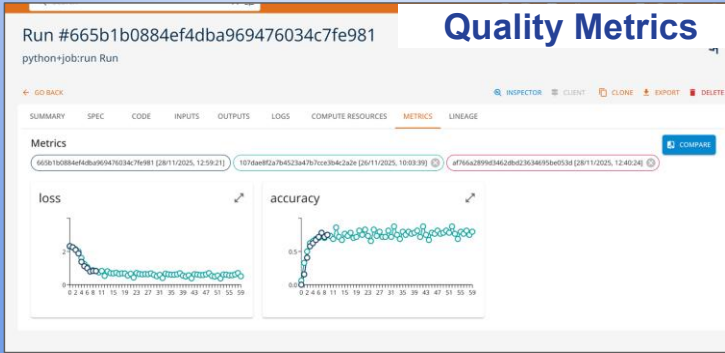 Quality Metrics
Run #665b1b0884ef4dba969476034c7fe981
python+job:run Run
GO BACK
INSPECTOR CLIENT CLONE EXPORT DELETE
SUMMARY SPEC CODE INPUTS OUTPUTS LOGS COMPUTE RESOURCES METRICS LINEAGE
Metrics
COMPARE
665b1b0884ef4dba969476034c7fe981 [28/11/2025, 12:59:21] 107dae8f2a7b4523a47b7cce3b4c2a2e [26/11/2025, 10:03:39] af766a2899d3462dbd23634695be053d [28/11/2025, 12:40:24]
loss
2
0
0 2 4 6 8 11 15 19 23 27 31 35 39 43 47 51 55 59
accuracy
0.5
0.0
0 2 4 6 8 11 15 19 23 27 31 35 39 43 47 51 55 59